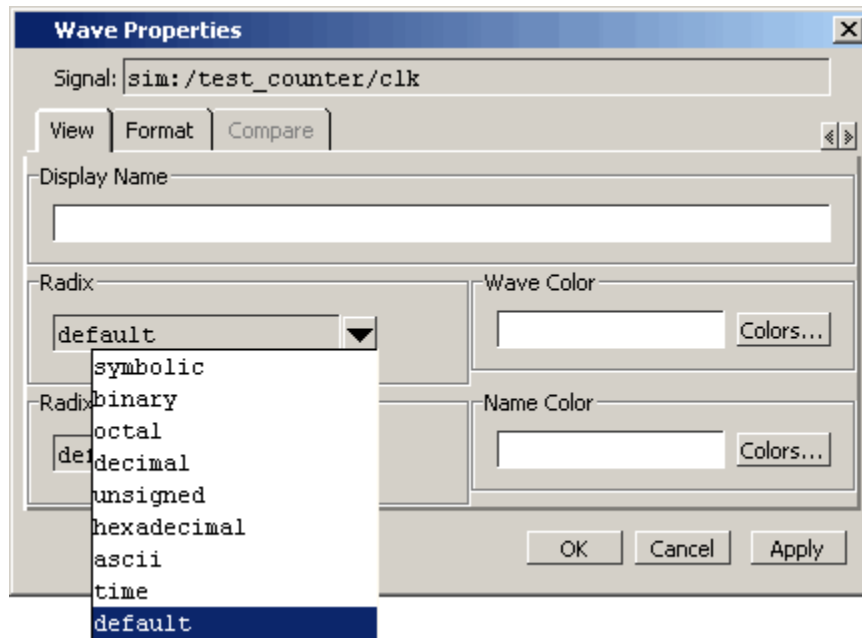 Wave Properties
Signal: sim:/test_counter/clk
View Format Compare
Display Name
Radix
default
symbolic
binary
octal
decimal
unsigned
hexadecimal
ascii
time
default
Wave Color
Colors...
Radix
Name Color
Colors...
OK Cancel Apply